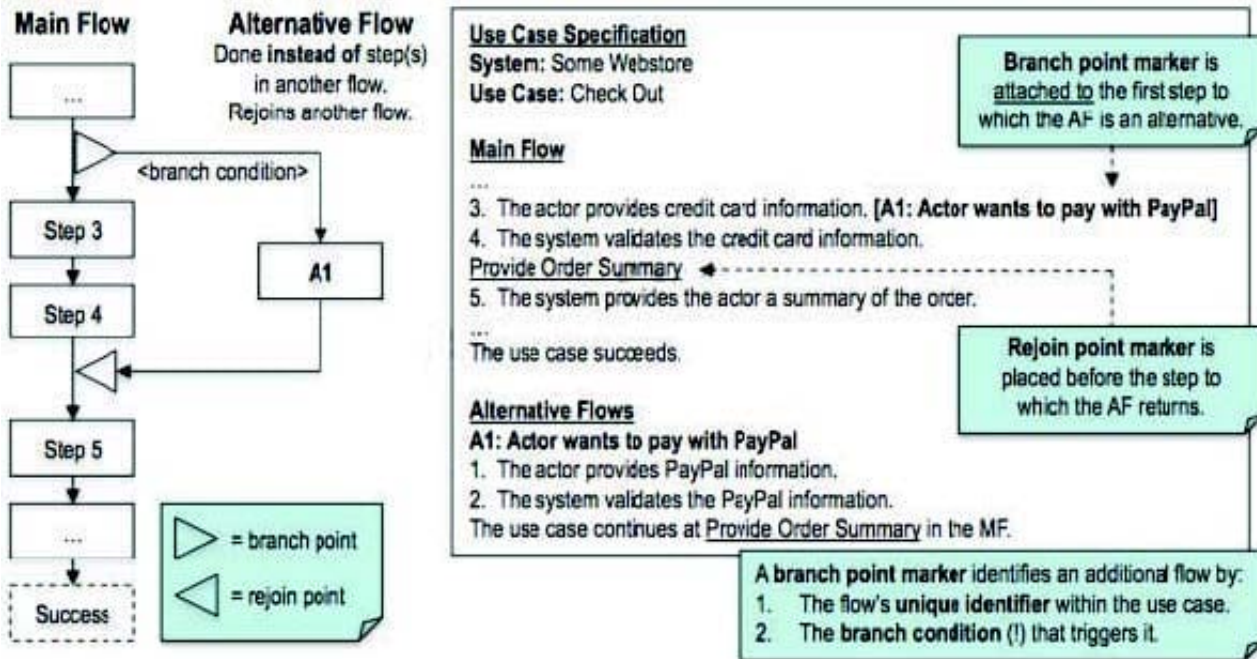 Main Flow
Alternative Flow
Done instead of step(s)
in another flow.
Rejoins another flow.
...
<branch condition>
Step 3
A1
Step 4
Step 5
...
Success
= branch point
= rejoin point
Use Case Specification
System: Some Webstore
Use Case: Check Out
Main Flow
...
3. The actor provides credit card information. [A1: Actor wants to pay with PayPal]
4. The system validates the credit card information.
Provide Order Summary
5. The system provides the actor a summary of the order.
...
The use case succeeds.
Alternative Flows
A1: Actor wants to pay with PayPal
1. The actor provides PayPal information.
2. The system validates the PayPal information.
The use case continues at Provide Order Summary in the MF.
Branch point marker is
attached to the first step to
which the AF is an alternative.
Rejoin point marker is
placed before the step to
which the AF returns.
A branch point marker identifies an additional flow by:
1. The flow's unique identifier within the use case.
2. The branch condition (!) that triggers it.